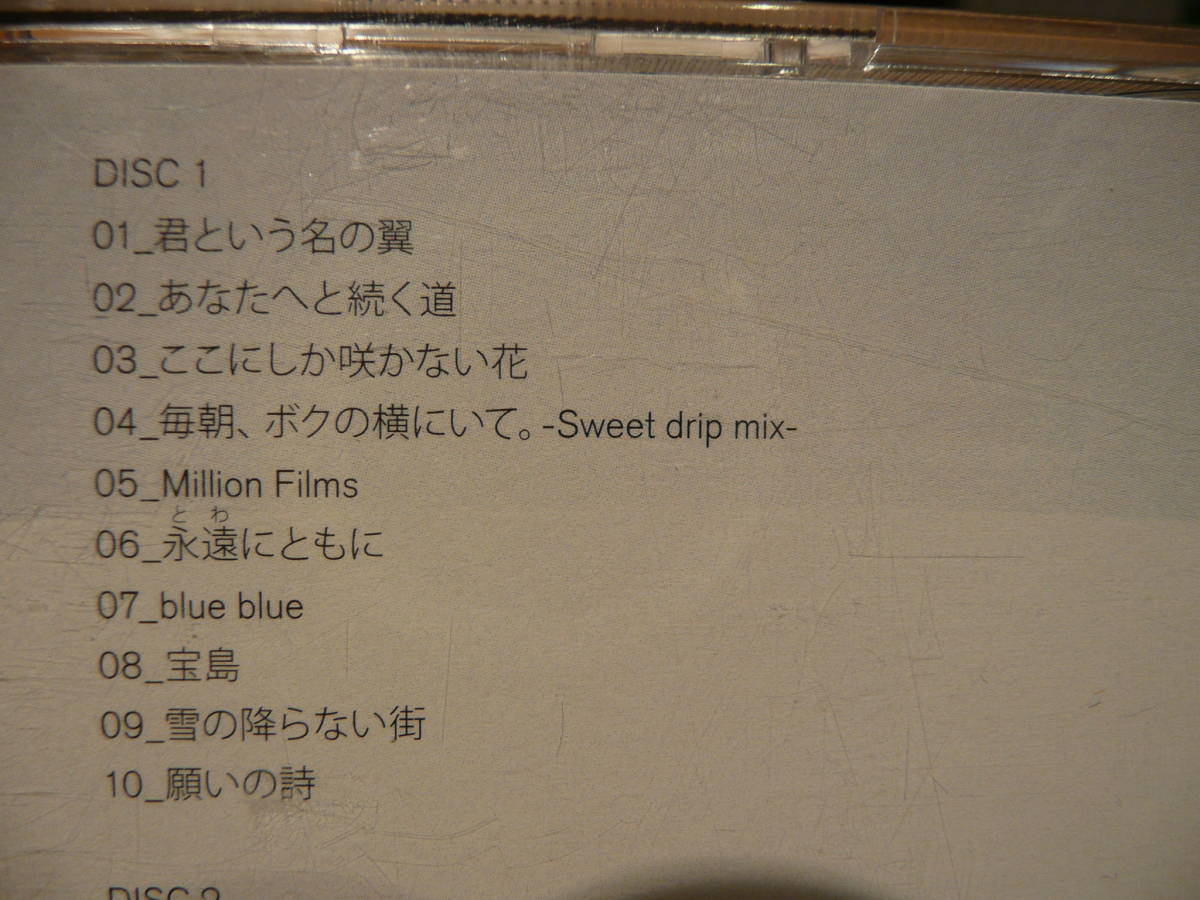 DISC 1
01_君という名の翼
02_あなたへと続く道
03_ここにしか咲かない花
04_毎朝、ボクの横にいて。-Sweet drip mix-
05_Million Films
とわ
06_永遠にともに
07_blue blue
08_宝島
09_雪の降らない街
10_願いの詩
DISC 2